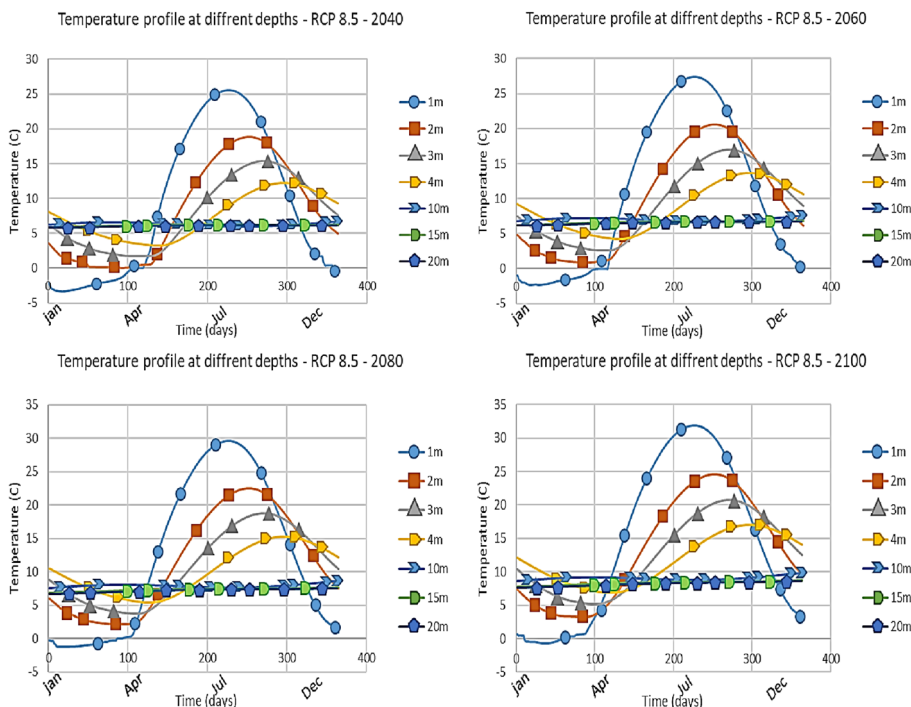 Temperature profile at diffrent depths - RCP 8.5 - 2040
30
25
20
15
10
5
0
-5
Temperature (C)
0 100 200 300 400
jan Apr Jul Dec
Time (days)
1m
2m
3m
4m
10m
15m
20m
Temperature profile at diffrent depths - RCP 8.5 - 2060
30
25
20
15
10
5
0
-5
Temperature (C)
0 100 200 300 400
jan Apr Jul Dec
Time (days)
1m
2m
3m
4m
10m
15m
20m
Temperature profile at diffrent depths - RCP 8.5 - 2080
35
30
25
20
15
10
5
0
-5
Temperature (C)
0 100 200 300 400
jan Apr Jul Dec
Time (days)
1m
2m
3m
4m
10m
15m
20m
Temperature profile at diffrent depths - RCP 8.5 - 2100
35
30
25
20
15
10
5
0
-5
Temperature (C)
0 100 200 300 400
jan Apr Jul Dec
Time (days)
1m
2m
3m
4m
10m
15m
20m